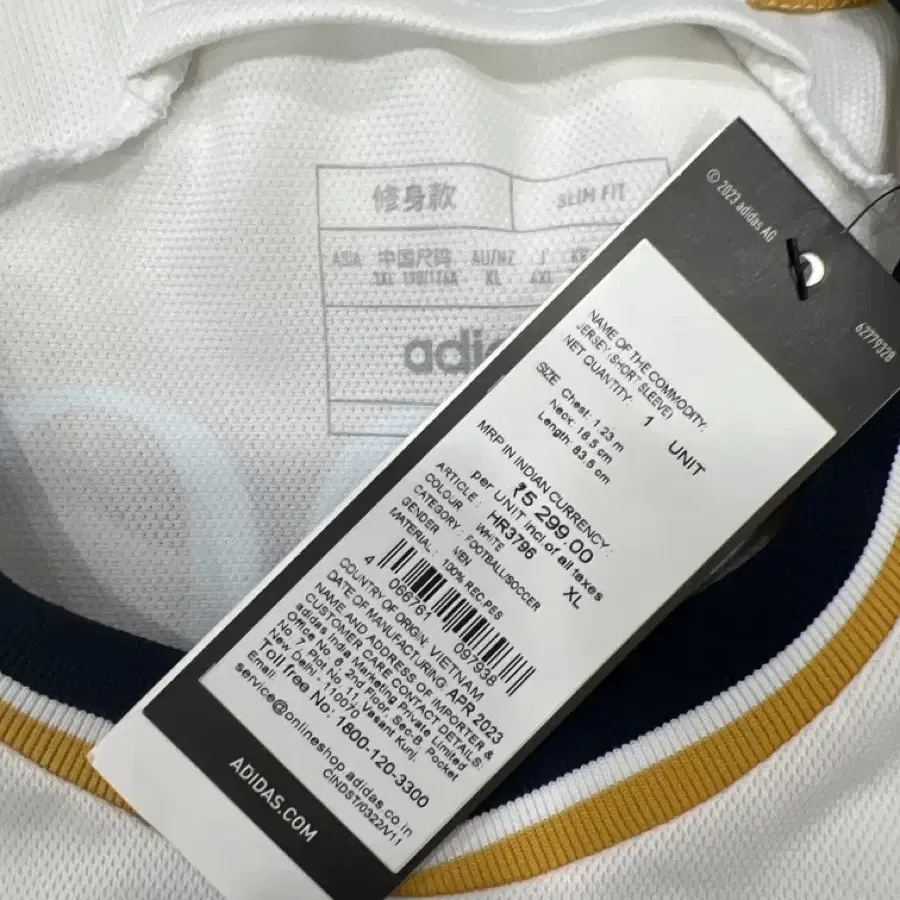 修身款
SLIM FIT
ASIA 中国尺码 AU/NZ J
XL 4XL
© 2023 adidas AG
62779328
NAME OF THE COMMODITY:
JERSEY (SHORT SLEEVE)
NET QUANTITY: 1 UNIT
SIZE Chest: 1.23 m
Neck: 18.5 cm
Length: 83.5 cm
MRP IN INDIAN CURRENCY:
₹5 299.00
per UNIT incl of all taxes
ARTICLE : HR3796 XL
COLOUR : WHITE
CATEGORY : FOOTBALL/SOCCER
GENDER : MEN
MATERIAL : 100% REC.PES
4 066761 097938
COUNTRY OF ORIGIN: VIETNAM
DATE OF MANUFACTURING: APR 2023
NAME AND ADDRESS OF IMPORTER &
CUSTOMER CARE CONTACT DETAILS:
adidas India Marketing Private Limited
Office No. 6, 2nd Floor, Sec-B, Pocket
No. 7, Plot No.11, Vasant Kunj,
New Delhi -110070
Email:
Toll free No: 1800-120-3300
service@onlineshop.adidas.co.in
CINDST/0322/V11
ADIDAS.COM